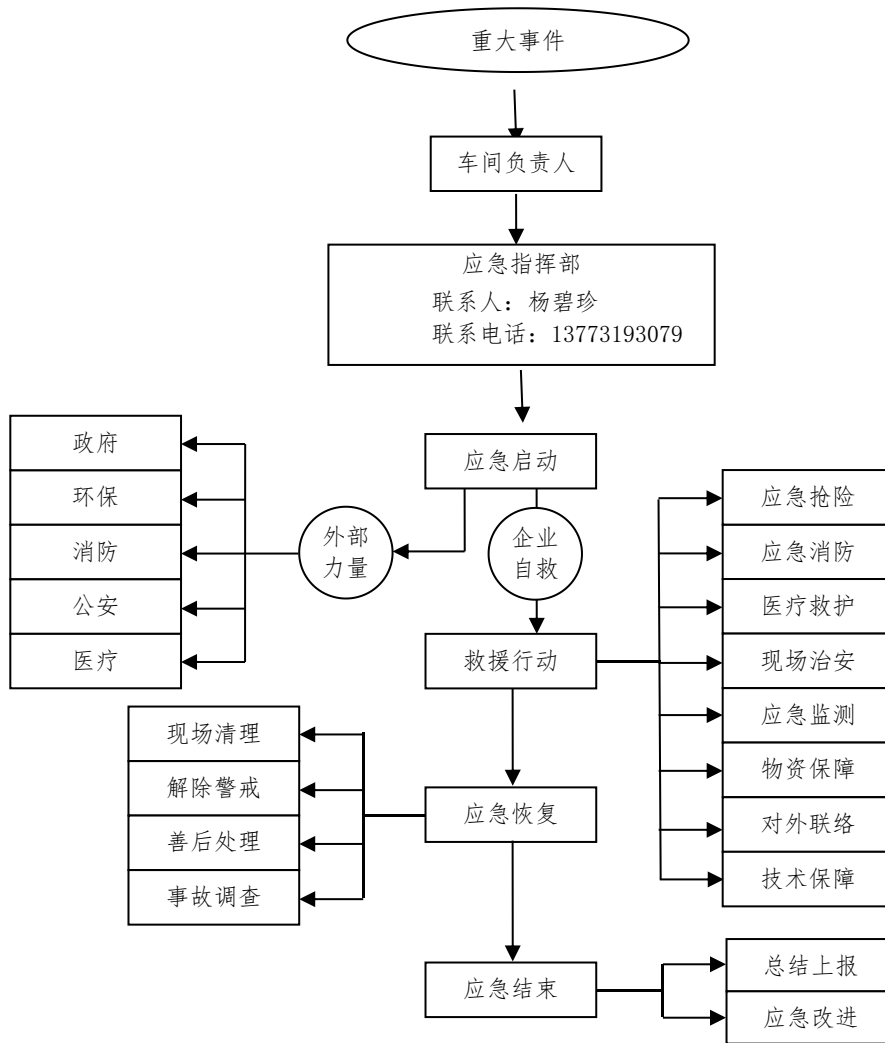 重大事件
车间负责人
应急指挥部
联系人：杨碧珍
联系电话：13773193079
应急启动
政府
环保
消防
公安
医疗
外部
力量
企业
自救
应急抢险
应急消防
医疗救护
现场治安
应急监测
物资保障
对外联络
技术保障
救援行动
现场清理
解除警戒
善后处理
事故调查
应急恢复
应急结束
总结上报
应急改进